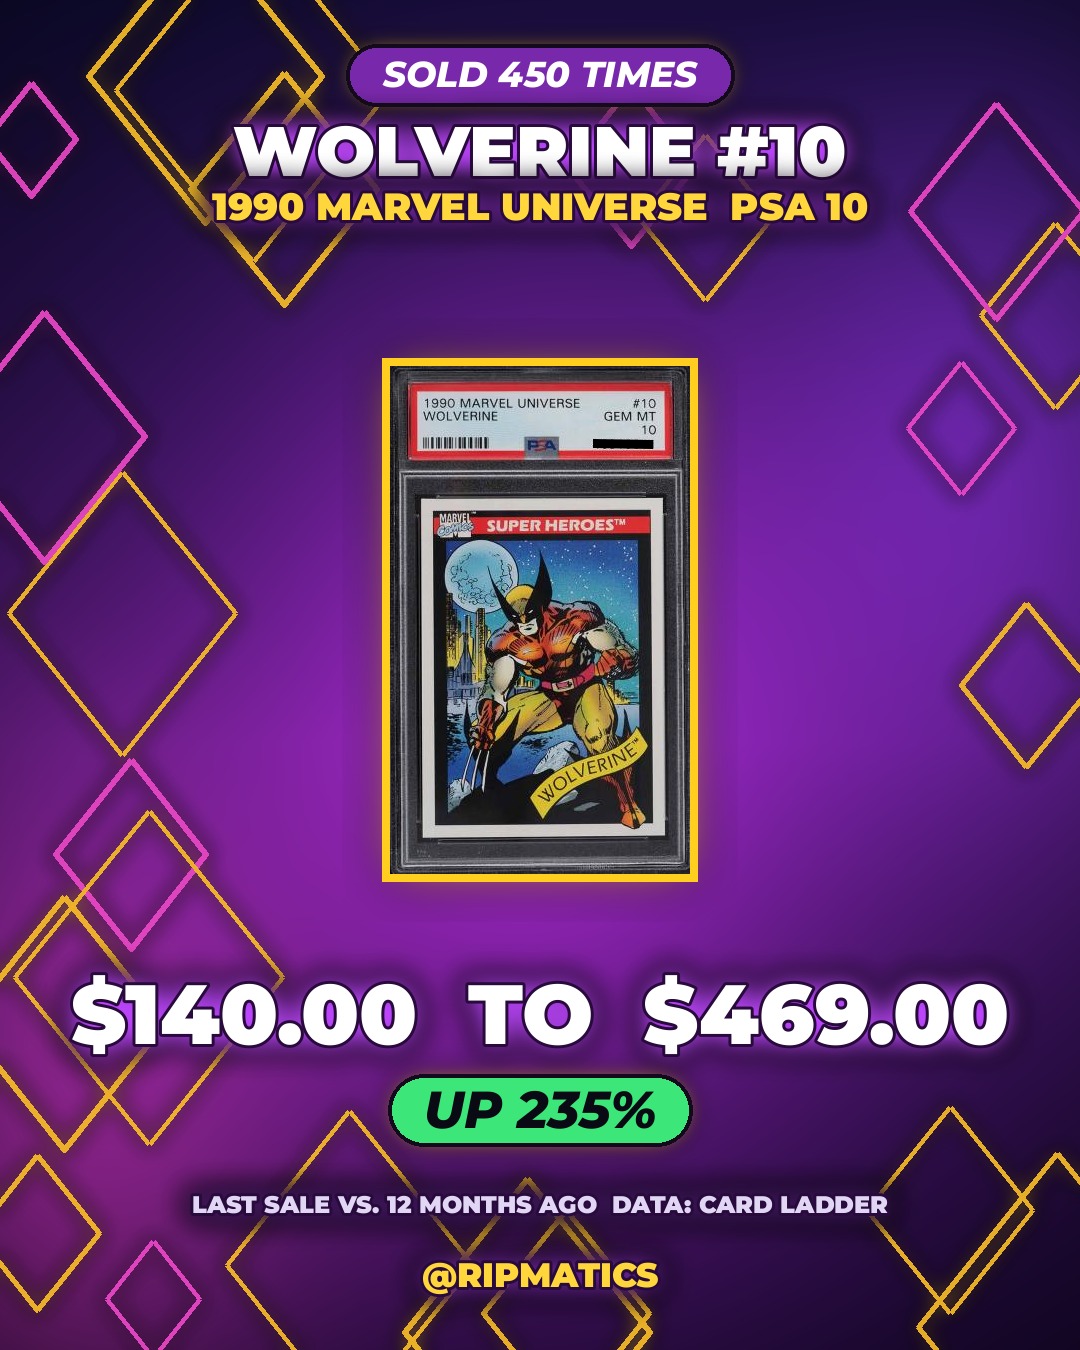 SOLD 450 TIMES
WOLVERINE #10
1990 MARVEL UNIVERSE PSA 10
1990 MARVEL UNIVERSE #10
WOLVERINE GEM MT
10
PSA
MARVEL
Comics
SUPER HEROES™
WOLVERINE™
$140.00 TO $469.00
UP 235%
LAST SALE VS. 12 MONTHS AGO DATA: CARD LADDER
@RIPMATICS